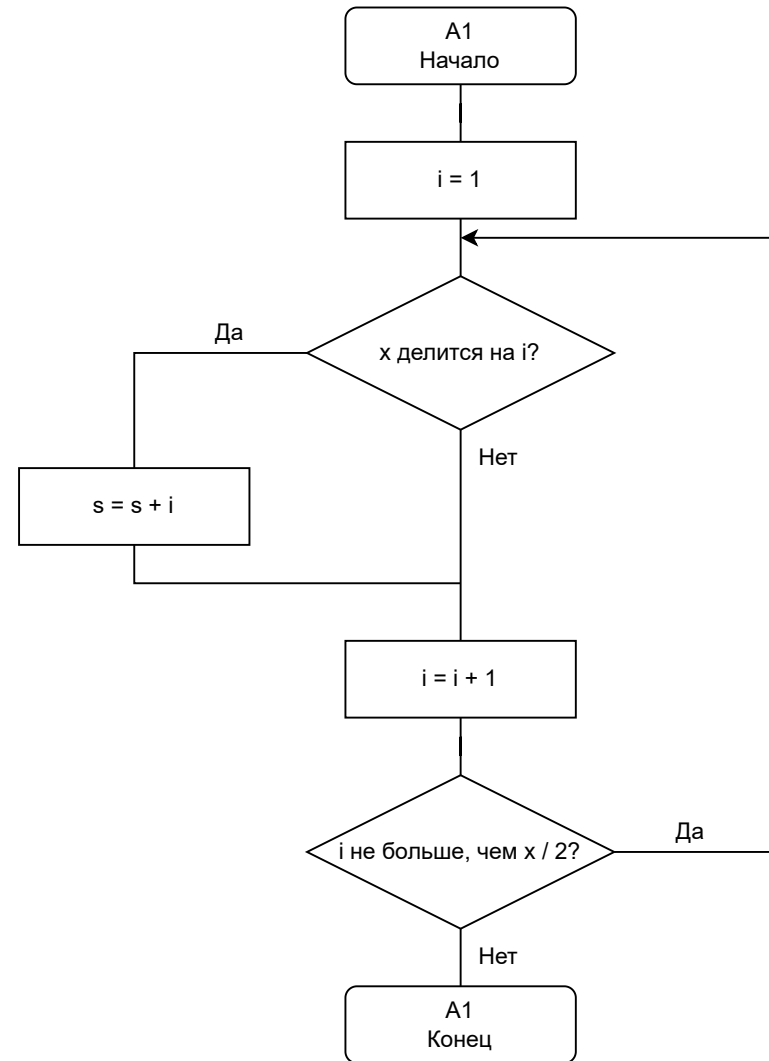 A1
Начало
i = 1
x делится на i?
Да
Нет
s = s + i
i = i + 1
i не больше, чем x / 2?
Да
Нет
A1
Конец